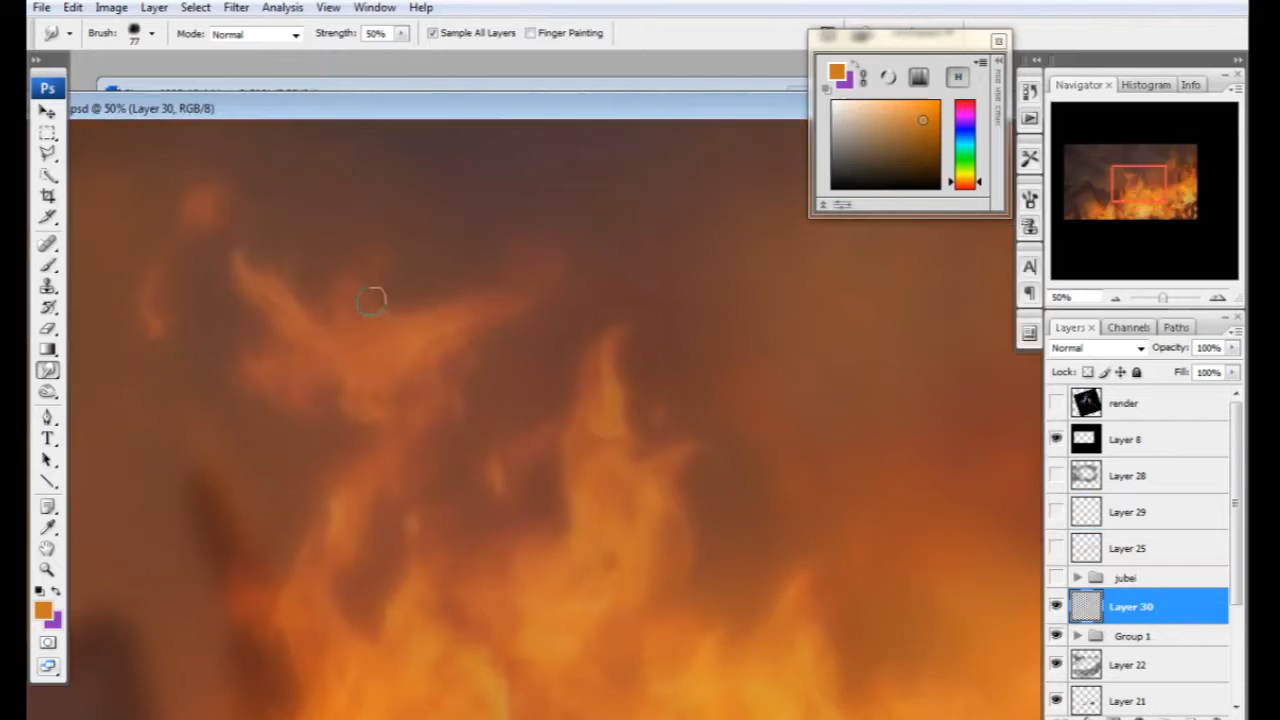 File Edit Image Layer Select Filter Analysis View Window Help
Brush: 77 Mode: Normal Strength: 50% Sample All Layers Finger Painting
Ps
psd @ 50% (Layer 30, RGB/8)
H
Navigator × Histogram Info
50%
Layers × Channels Paths
Normal Opacity: 100%
Lock: Fill: 100%
render
Layer 8
Layer 28
Layer 29
Layer 25
jubei
Layer 30
Group 1
Layer 22
Layer 21